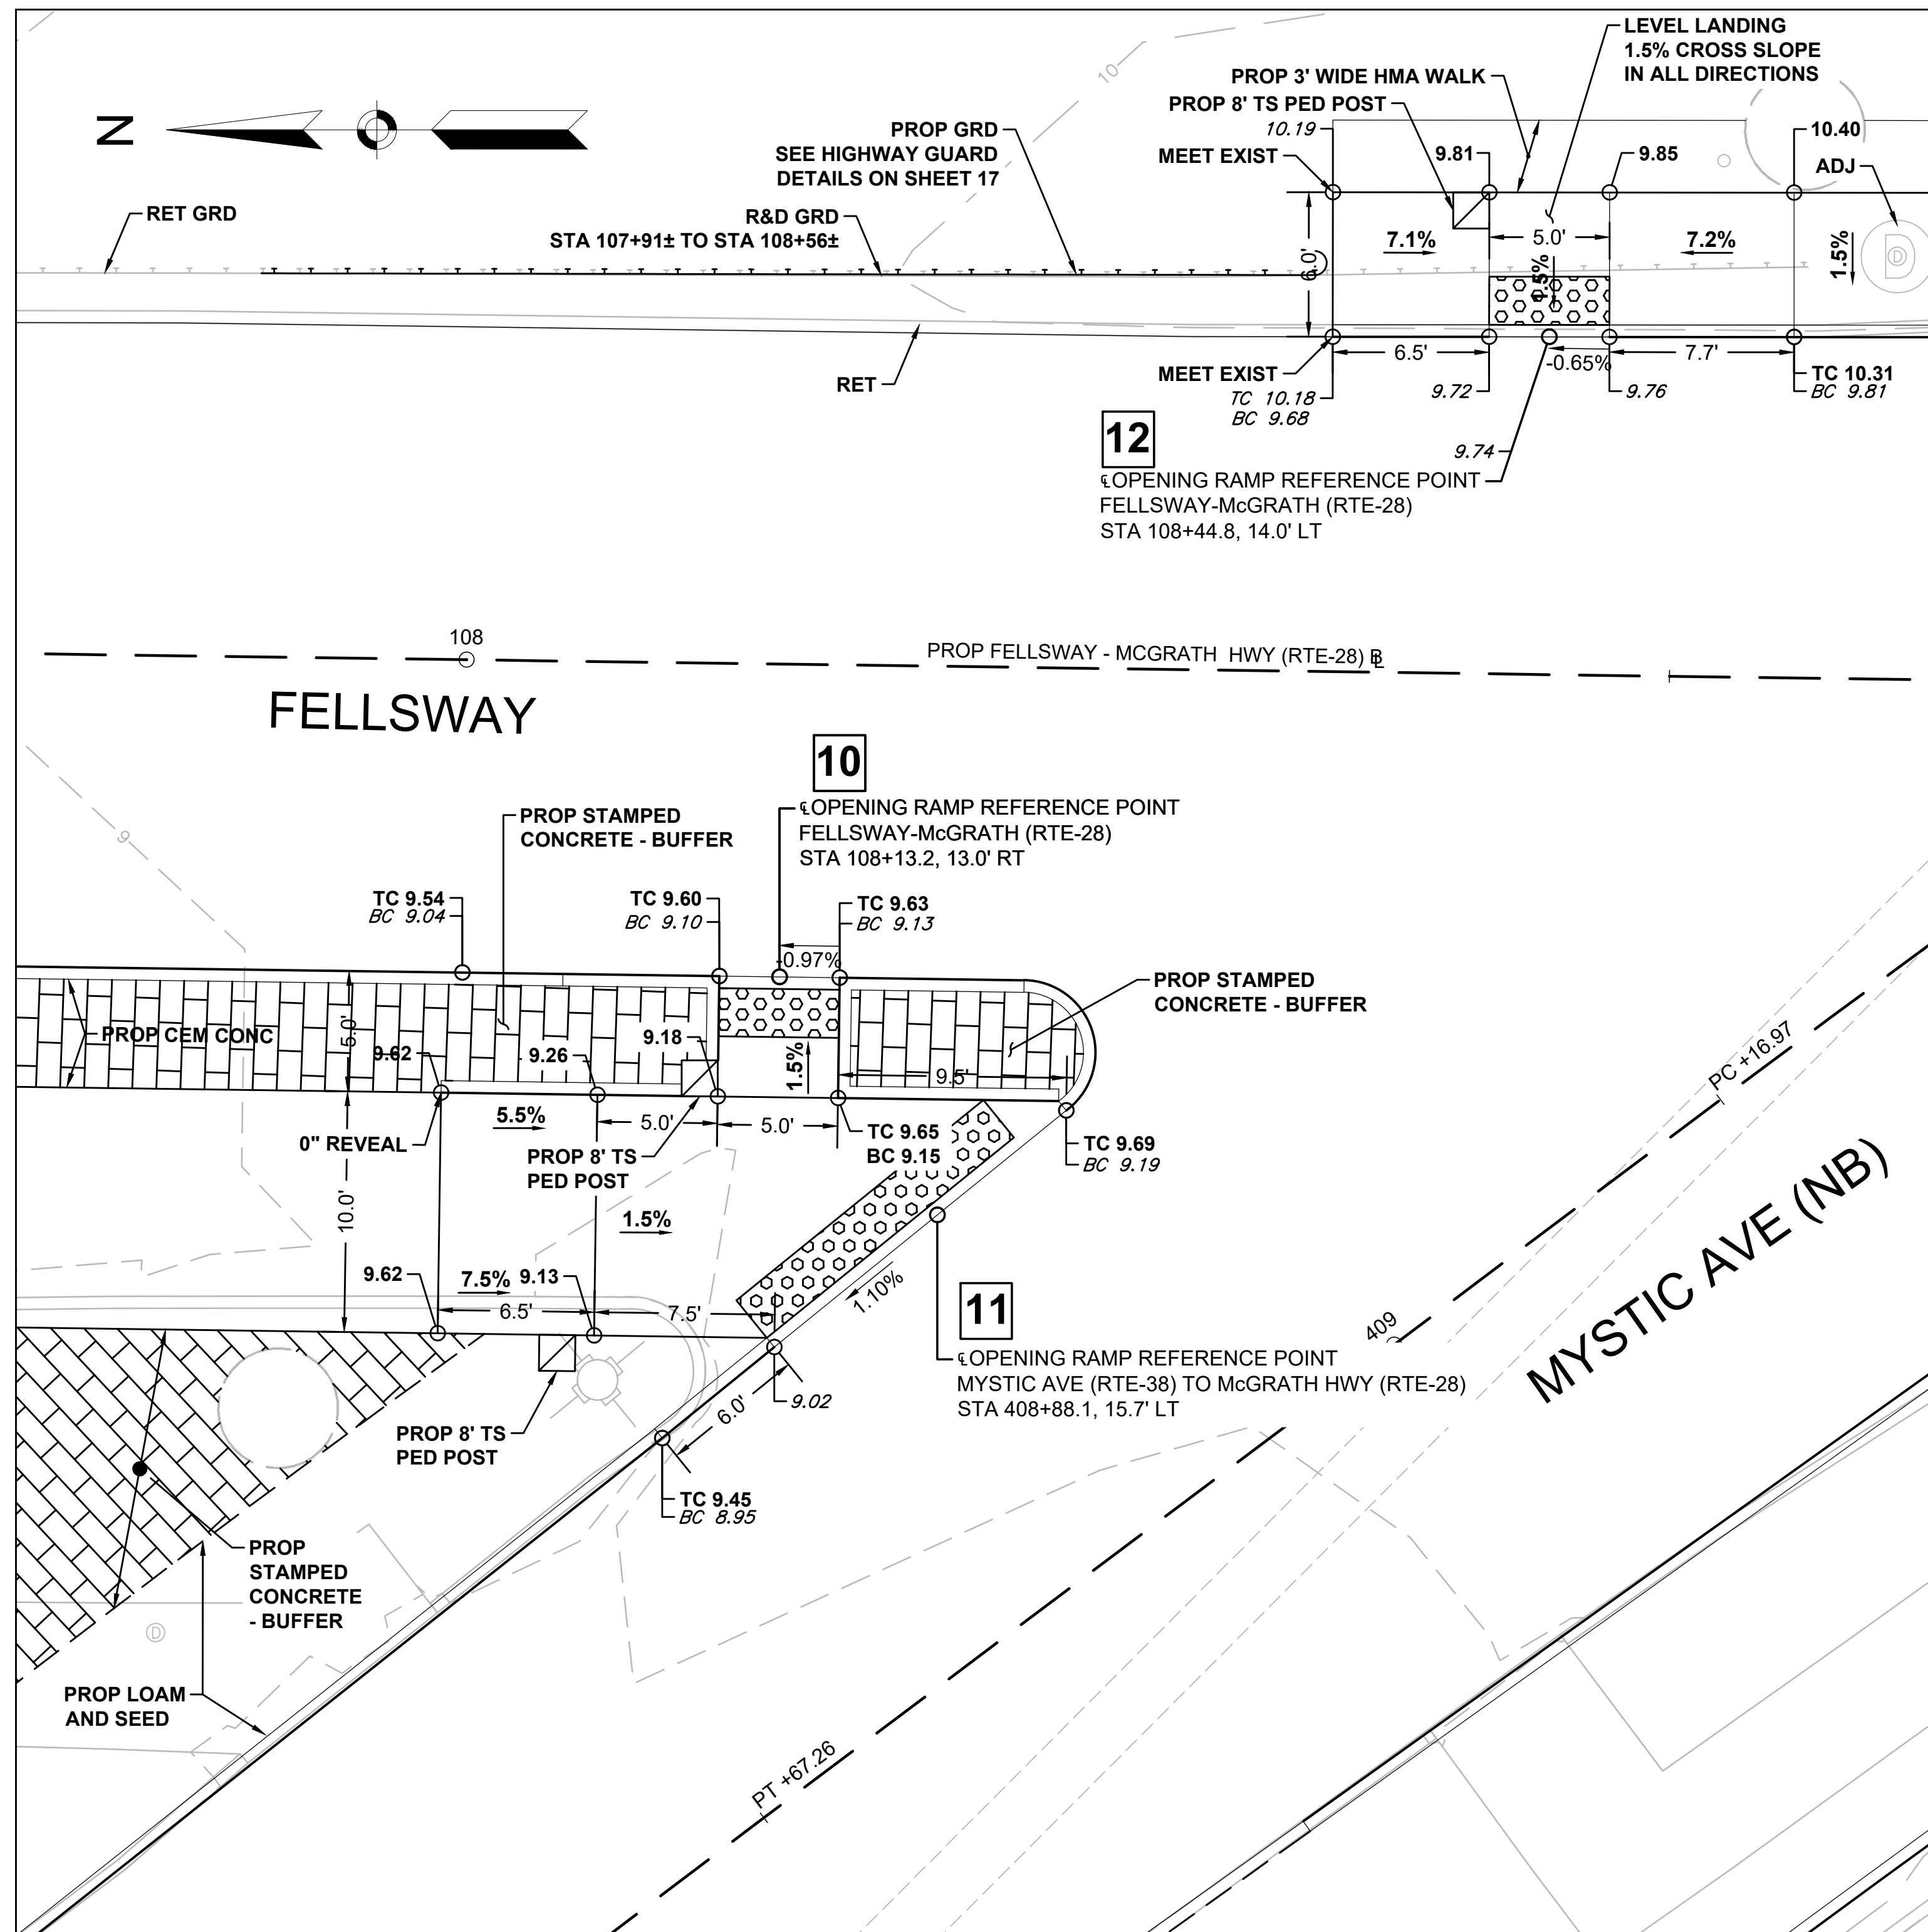 LEVEL LANDING
1.5% CROSS SLOPE
IN ALL DIRECTIONS
10
PROP 3' WIDE HMA WALK
PROP 8' TS PED POST
10.19
MEET EXIST
9.81
9.85
10.40
ADJ
N
PROP GRD
SEE HIGHWAY GUARD
DETAILS ON SHEET 17
RET GRD
R&D GRD
STA 107+91± TO STA 108+56±
7.1%
5.0'
7.2%
1.5%
D
D
6.0'
1.5%
RET
6.5'
-0.65%
7.7'
MEET EXIST
TC 10.18
BC 9.68
9.72
9.76
TC 10.31
BC 9.81
12
9.74
℄OPENING RAMP REFERENCE POINT
FELLSWAY-McGRATH (RTE-28)
STA 108+44.8, 14.0' LT
108
PROP FELLSWAY - MCGRATH HWY (RTE-28) BL
FELLSWAY
10
℄OPENING RAMP REFERENCE POINT
FELLSWAY-McGRATH (RTE-28)
STA 108+13.2, 13.0' RT
9
PROP STAMPED
CONCRETE - BUFFER
TC 9.54
BC 9.04
TC 9.60
BC 9.10
TC 9.63
BC 9.13
-0.97%
PROP STAMPED
CONCRETE - BUFFER
PROP CEM CONC
5.0'
9.62
9.26
9.18
1.5%
9.5'
5.5%
5.0'
5.0'
0" REVEAL
PROP 8' TS
PED POST
TC 9.65
BC 9.15
TC 9.69
BC 9.19
10.0'
1.5%
9.62
7.5%
9.13
6.5'
7.5'
1.10%
11
℄OPENING RAMP REFERENCE POINT
MYSTIC AVE (RTE-38) TO McGRATH HWY (RTE-28)
STA 408+88.1, 15.7' LT
PC +16.97
409
MYSTIC AVE (NB)
9.02
6.0'
PROP 8' TS
PED POST
TC 9.45
BC 8.95
PROP
STAMPED
CONCRETE
- BUFFER
D
PROP LOAM
AND SEED
PT +67.26